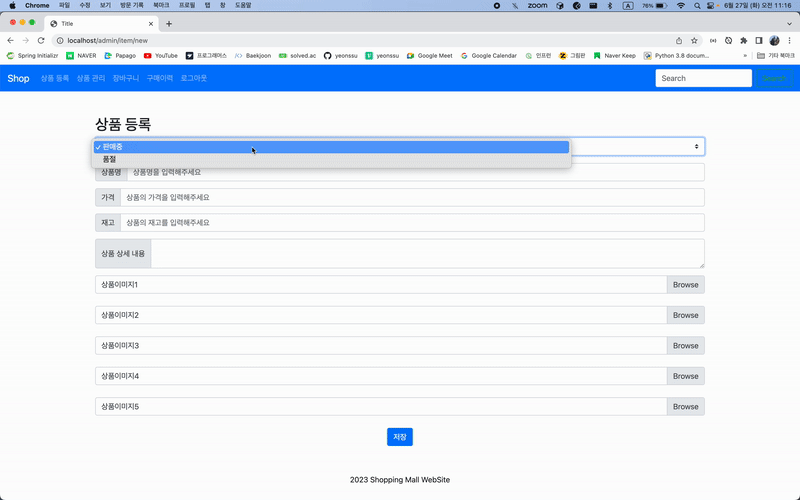 Chrome 파일 수정 보기 방문 기록 북마크 프로필 탭 창 도움말 zoom A 76% 6월 27일 (화) 오전 11:16
Title
localhost/admin/item/new
Spring Initializr NAVER Papago YouTube 프로그래머스 Baekjoon solved.ac yeonssu yeonssu Google Meet Google Calendar 인프런 그림판 Naver Keep Python 3.8 docum... 기타 북마크
Shop 상품 등록 상품 관리 장바구니 구매이력 로그아웃 Search Search
상품 등록
✓ 판매중
품절
상품명 상품명을 입력해주세요
가격 상품의 가격을 입력해주세요
재고 상품의 재고를 입력해주세요
상품 상세 내용
상품이미지1 Browse
상품이미지2 Browse
상품이미지3 Browse
상품이미지4 Browse
상품이미지5 Browse
저장
2023 Shopping Mall WebSite